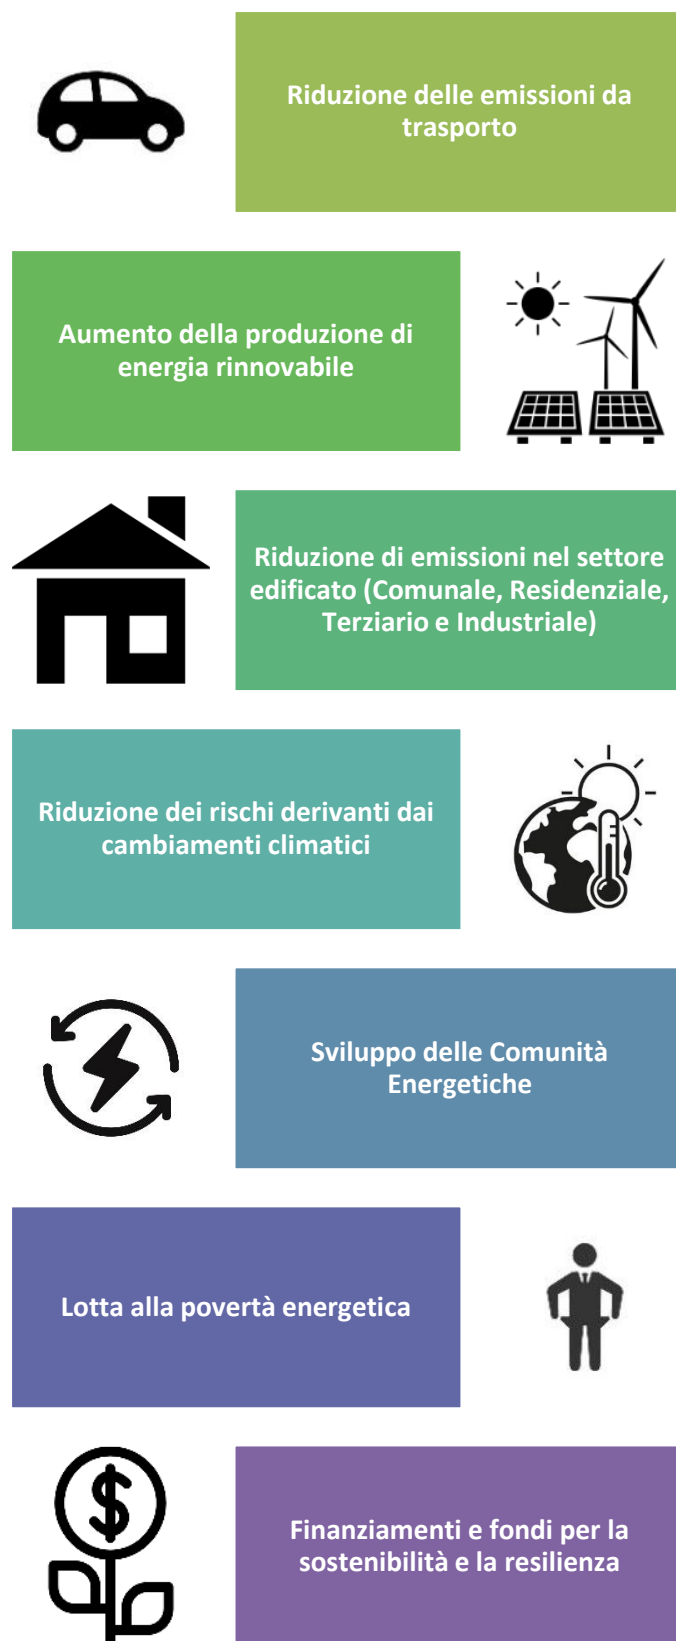 Riduzione delle emissioni da
trasporto
Aumento della produzione di
energia rinnovabile
Riduzione di emissioni nel settore
edificato (Comunale, Residenziale,
Terziario e Industriale)
Riduzione dei rischi derivanti dai
cambiamenti climatici
Sviluppo delle Comunità
Energetiche
Lotta alla povertà energetica
$
Finanziamenti e fondi per la
sostenibilità e la resilienza